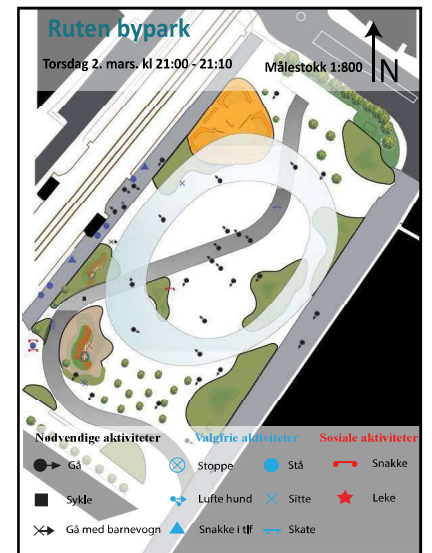 Ruten bypark
Torsdag 2. mars. kl 21:00 - 21:10
Målestokk 1:800
N
Nødvendige aktiviteter
Valgfrie aktiviteter
Sosiale aktiviteter
Gå
Stoppe
Stå
Snakke
Sykle
Lufte hund
Sitte
Leke
Gå med barnevogn
Snakke i tlf
Skate